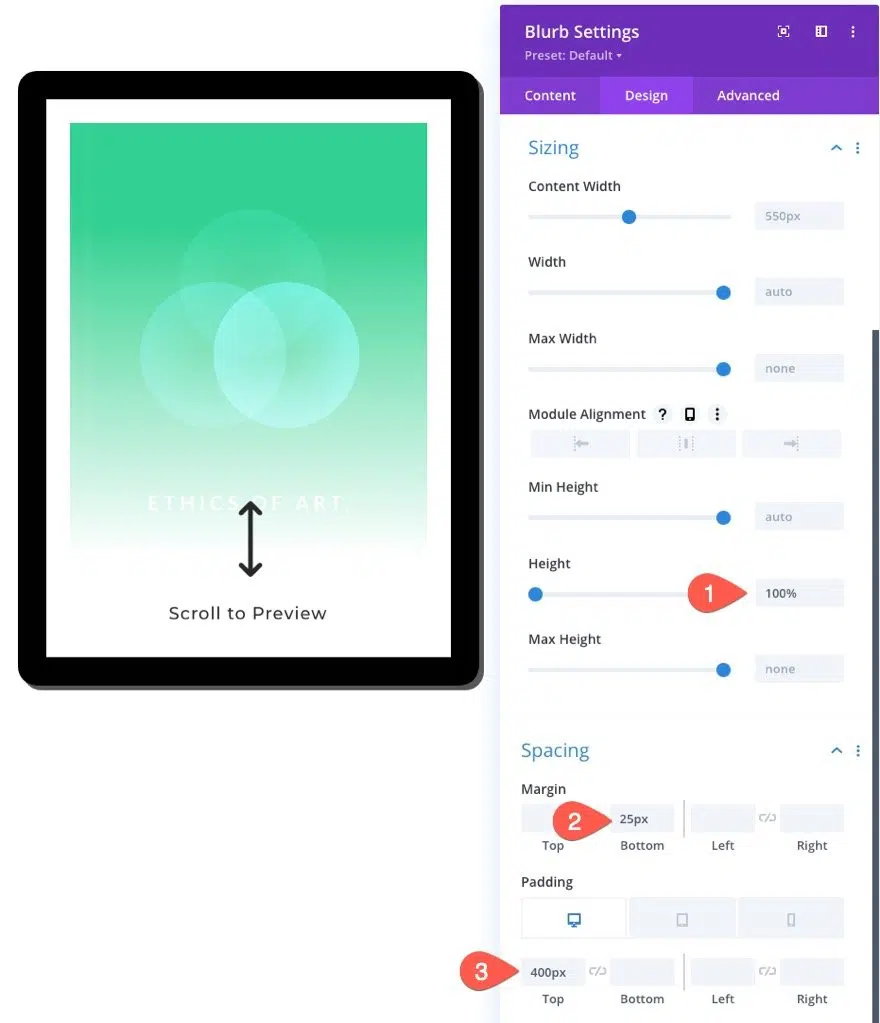 Blurb Settings
Preset: Default
Content
Design
Advanced
Sizing
Content Width
550px
Width
auto
Max Width
none
Module Alignment ?
Min Height
auto
Height
1
100%
Max Height
none
ETHICS OF ART.
Scroll to Preview
Spacing
Margin
2
25px
Top
Bottom
Left
Right
Padding
3
400px
Top
Bottom
Left
Right